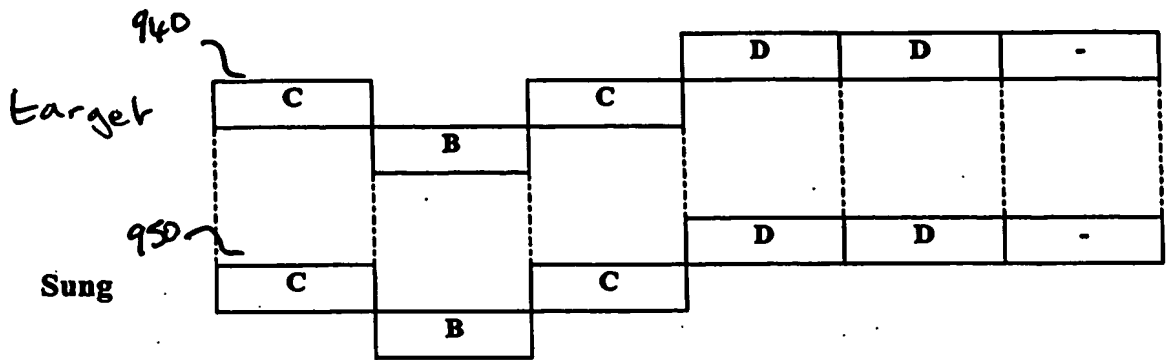 940
D D -
target C C
B
950
D D -
Sung C C
B